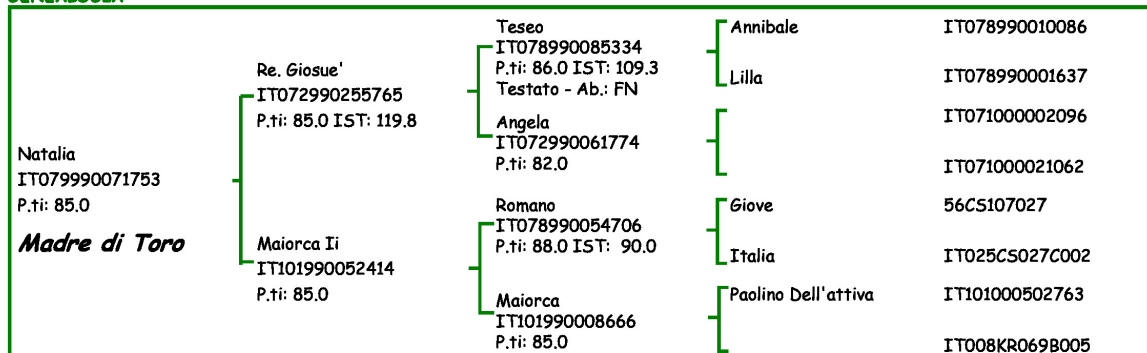 Natalia
IT079990071753
P.ti: 85.0
Madre di Toro
Re. Giosue'
IT072990255765
P.ti: 85.0 IST: 119.8
Maiorca Ii
IT101990052414
P.ti: 85.0
Teseo
IT078990085334
P.ti: 86.0 IST: 109.3
Testato - Ab.: FN
Angela
IT072990061774
P.ti: 82.0
Romano
IT078990054706
P.ti: 88.0 IST: 90.0
Maiorca
IT101990008666
P.ti: 85.0
Annibale IT078990010086
Lilla IT078990001637
IT071000002096
IT071000021062
Giove 56CS107027
Italia IT025CS027C002
Paolino Dell'attiva IT101000502763
IT008KR069B005